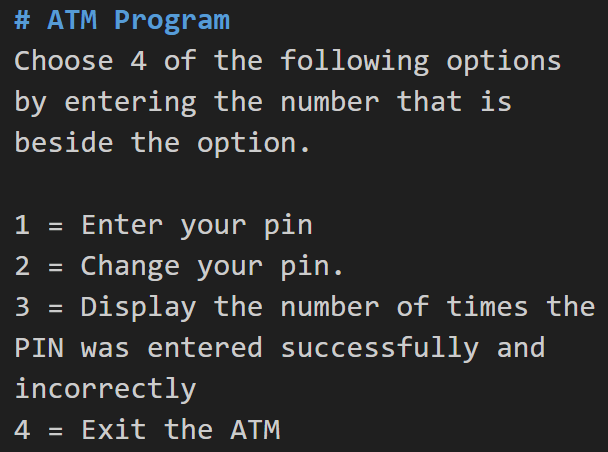 # ATM Program
Choose 4 of the following options
by entering the number that is
beside the option.
1 = Enter your pin
2 = Change your pin.
3 = Display the number of times the
PIN was entered successfully and
incorrectly
4 = Exit the ATM